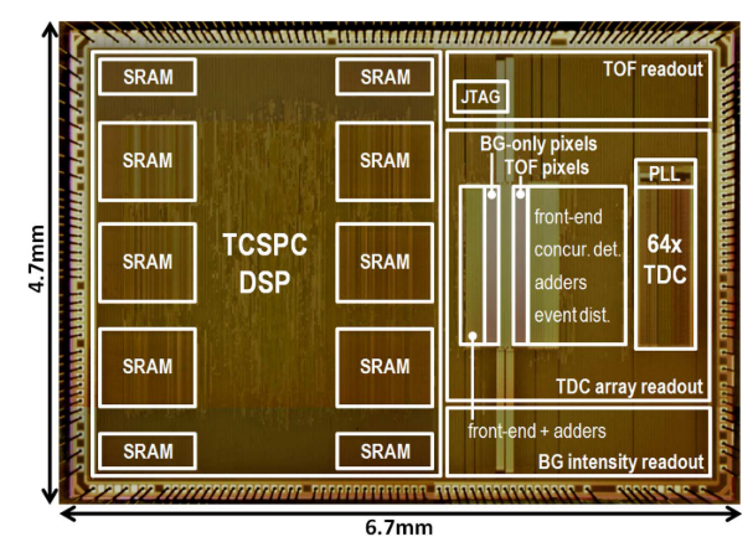 SRAM
SRAM
TOF readout
JTAG
BG-only pixels
TOF pixels
SRAM
SRAM
PLL
front-end
concur. det.
adders
event dist.
64x
TDC
TCSPC
DSP
SRAM
SRAM
4.7mm
SRAM
SRAM
TDC array readout
front-end + adders
SRAM
SRAM
BG intensity readout
6.7mm